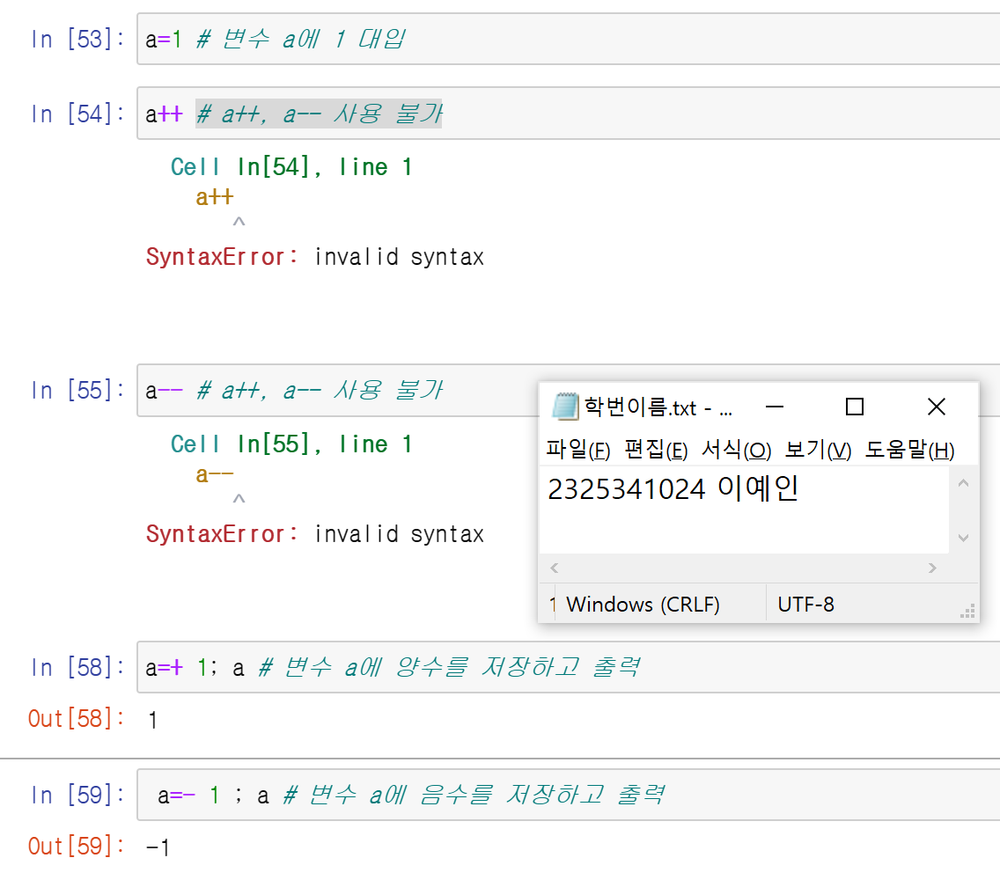 In [53]: a=1 # 변수 a에 1 대입
In [54]: a++ # a++, a-- 사용 불가
Cell In[54], line 1
a++
^
SyntaxError: invalid syntax
In [55]: a-- # a++, a-- 사용 불가
Cell In[55], line 1
a--
^
SyntaxError: invalid syntax
학번이름.txt - ...
파일(F) 편집(E) 서식(O) 보기(V) 도움말(H)
2325341024 이예인
1 Windows (CRLF) UTF-8
In [58]: a=+ 1; a # 변수 a에 양수를 저장하고 출력
Out[58]: 1
In [59]: a=- 1 ; a # 변수 a에 음수를 저장하고 출력
Out[59]: -1